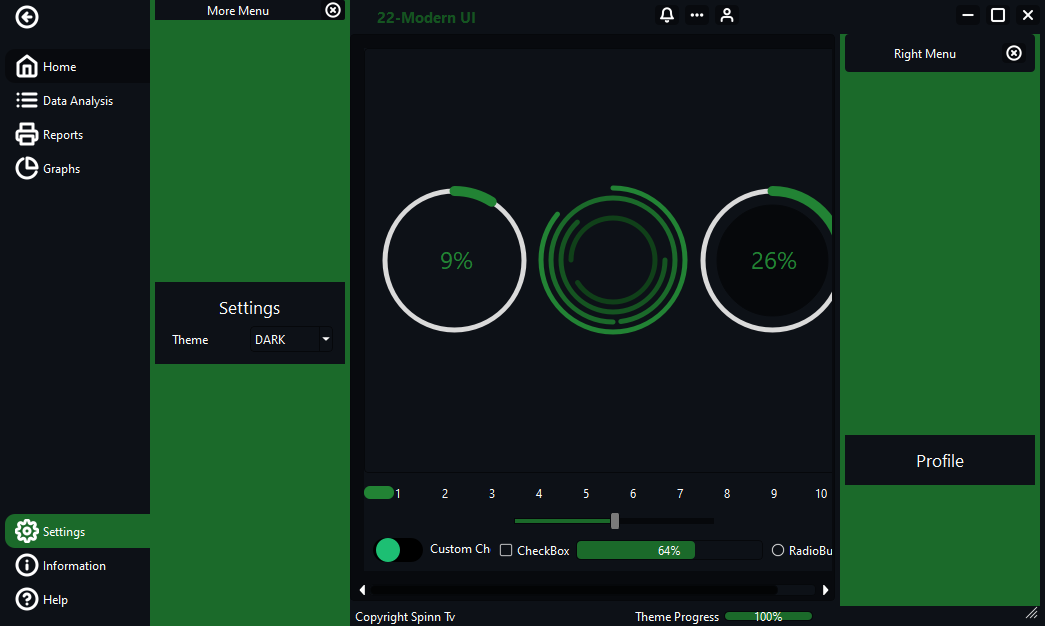 More Menu
22-Modern UI
Right Menu
Home
Data Analysis
Reports
Graphs
9%
26%
Settings
Theme
DARK
Profile
1 2 3 4 5 6 7 8 9 10
Custom Ch
CheckBox
64%
RadioBu
Settings
Information
Help
Copyright Spinn Tv
Theme Progress
100%